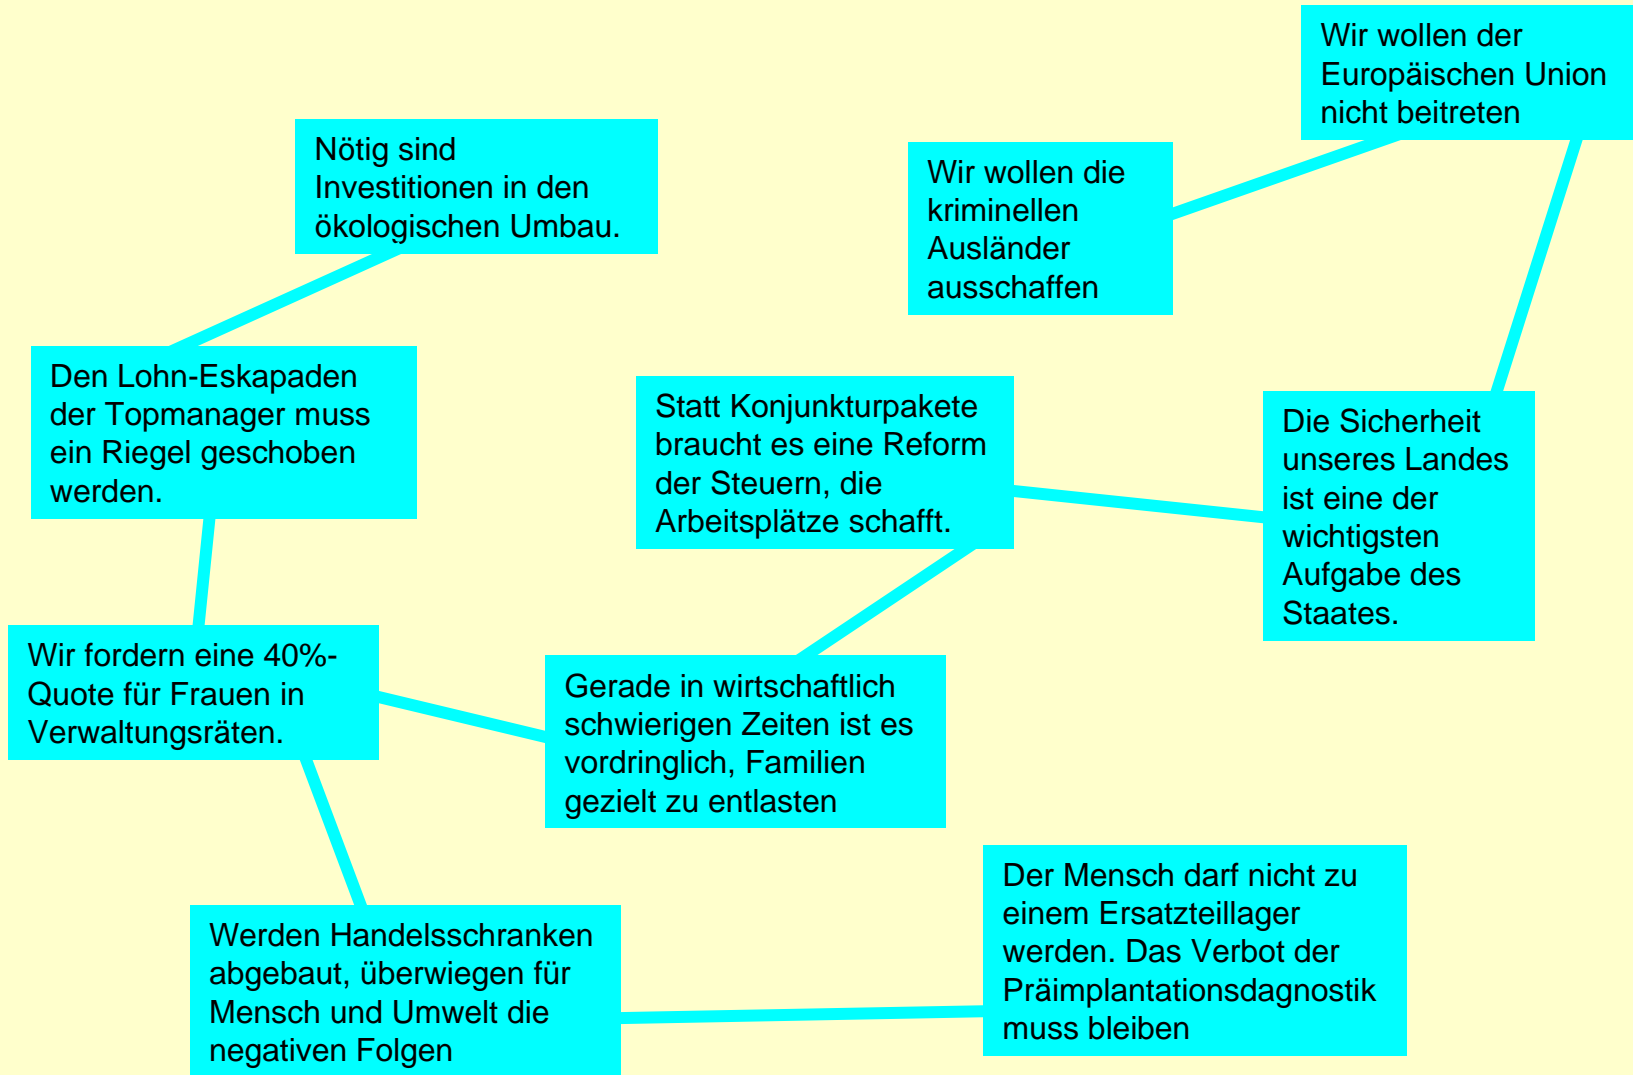 Wir wollen der
Europäischen Union
nicht beitreten
Nötig sind
Investitionen in den
ökologischen Umbau.
Wir wollen die
kriminellen
Ausländer
ausschaffen
Den Lohn-Eskapaden
der Topmanager muss
ein Riegel geschoben
werden.
Statt Konjunkturpakete
braucht es eine Reform
der Steuern, die
Arbeitsplätze schafft.
Die Sicherheit
unseres Landes
ist eine der
wichtigsten
Aufgabe des
Staates.
Wir fordern eine 40%-
Quote für Frauen in
Verwaltungsräten.
Gerade in wirtschaftlich
schwierigen Zeiten ist es
vordringlich, Familien
gezielt zu entlasten
Der Mensch darf nicht zu
einem Ersatzteillager
werden. Das Verbot der
Präimplantationsdagnostik
muss bleiben
Werden Handelsschranken
abgebaut, überwiegen für
Mensch und Umwelt die
negativen Folgen